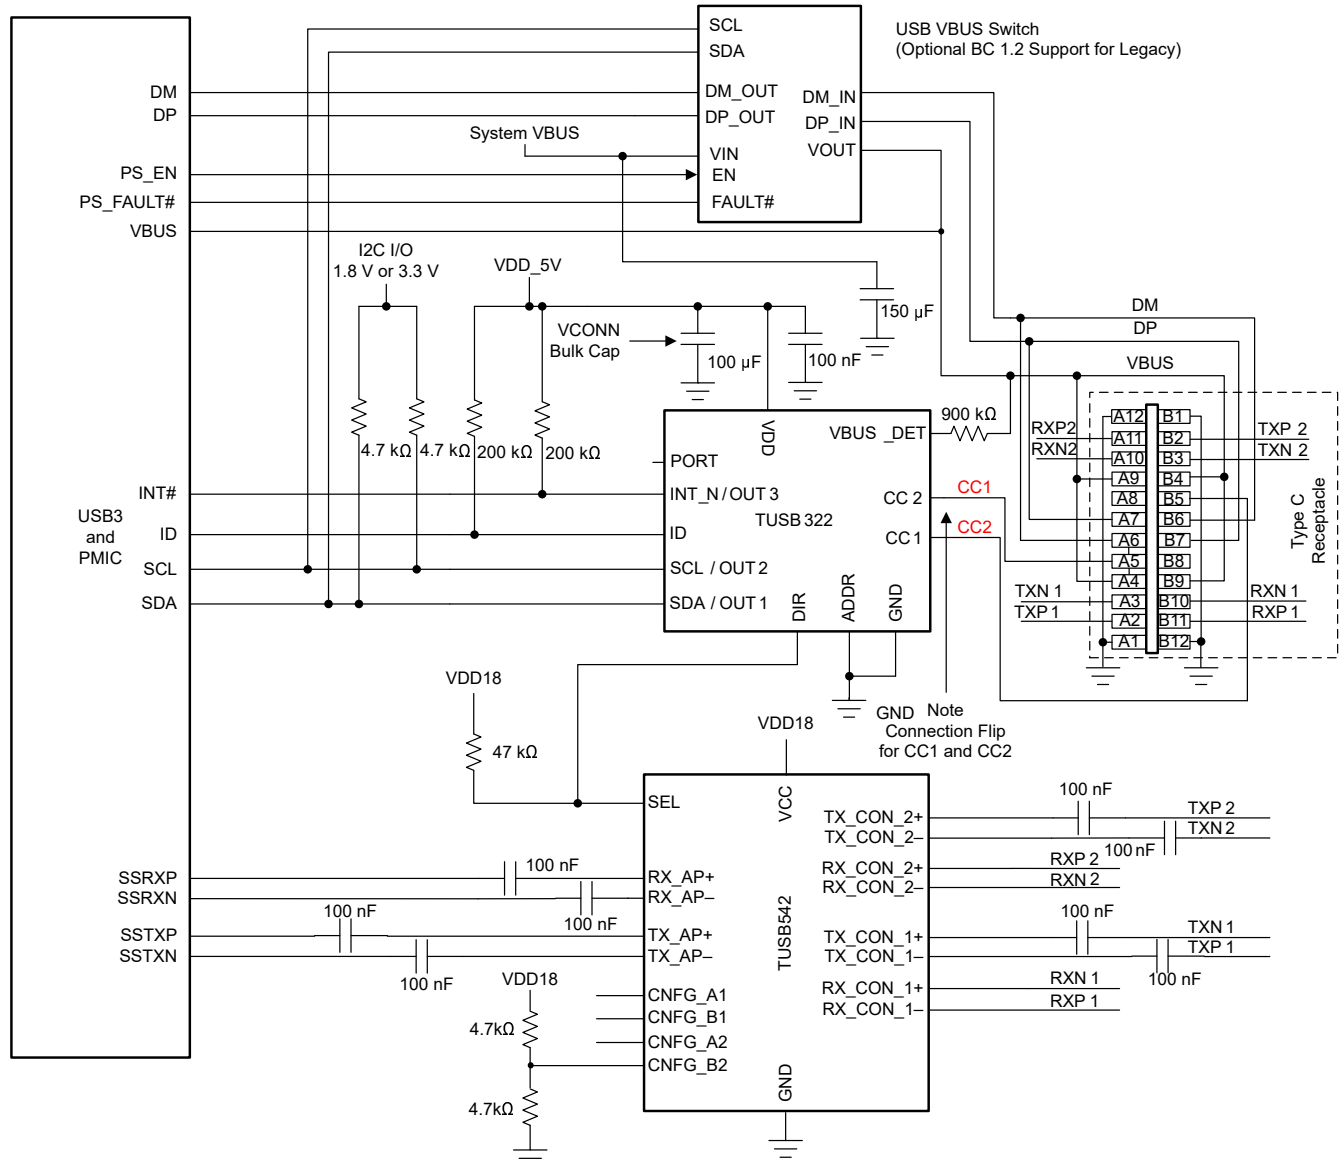 SCL
SDA
DM_OUT
DP_OUT
VIN
EN
FAULT#
DM_IN
DP_IN
VOUT
USB VBUS Switch
(Optional BC 1.2 Support for Legacy)
DM
DP
PS_EN
PS_FAULT#
VBUS
System VBUS
I2C I/O
1.8 V or 3.3 V
VDD_5V
VCONN
Bulk Cap
100 µF
100 nF
150 µF
DM
DP
VBUS
4.7 kΩ
4.7 kΩ
200 kΩ
200 kΩ
900 kΩ
INT#
USB3
and
PMIC
ID
SCL
SDA
VDD
VBUS _DET
PORT
INT_N / OUT 3
CC 2
TUSB 322
ID
CC 1
SCL / OUT 2
SDA / OUT 1
DIR
ADDR
GND
CC1
CC2
RXP2
RXN2
TXN 1
TXP 1
A12
A11
A10
A9
A8
A7
A6
A5
A4
A3
A2
A1
B1
B2
B3
B4
B5
B6
B7
B8
B9
B10
B11
B12
TXP 2
TXN 2
RXN 1
RXP 1
Type C
Receptacle
GND
Note
Connection Flip
for CC1 and CC2
VDD18
47 kΩ
VDD18
SEL
VCC
TX_CON_2+
TX_CON_2–
RX_CON_2+
RX_CON_2–
TX_CON_1+
TX_CON_1–
RX_CON_1+
RX_CON_1–
TUSB542
RX_AP+
RX_AP–
TX_AP+
TX_AP–
CNFG_A1
CNFG_B1
CNFG_A2
CNFG_B2
GND
SSRXP
SSRXN
SSTXP
SSTXN
100 nF
100 nF
100 nF
100 nF
VDD18
4.7kΩ
4.7kΩ
100 nF
TXP 2
TXN 2
100 nF
RXP 2
RXN 2
100 nF
TXN 1
TXP 1
100 nF
RXN 1
RXP 1